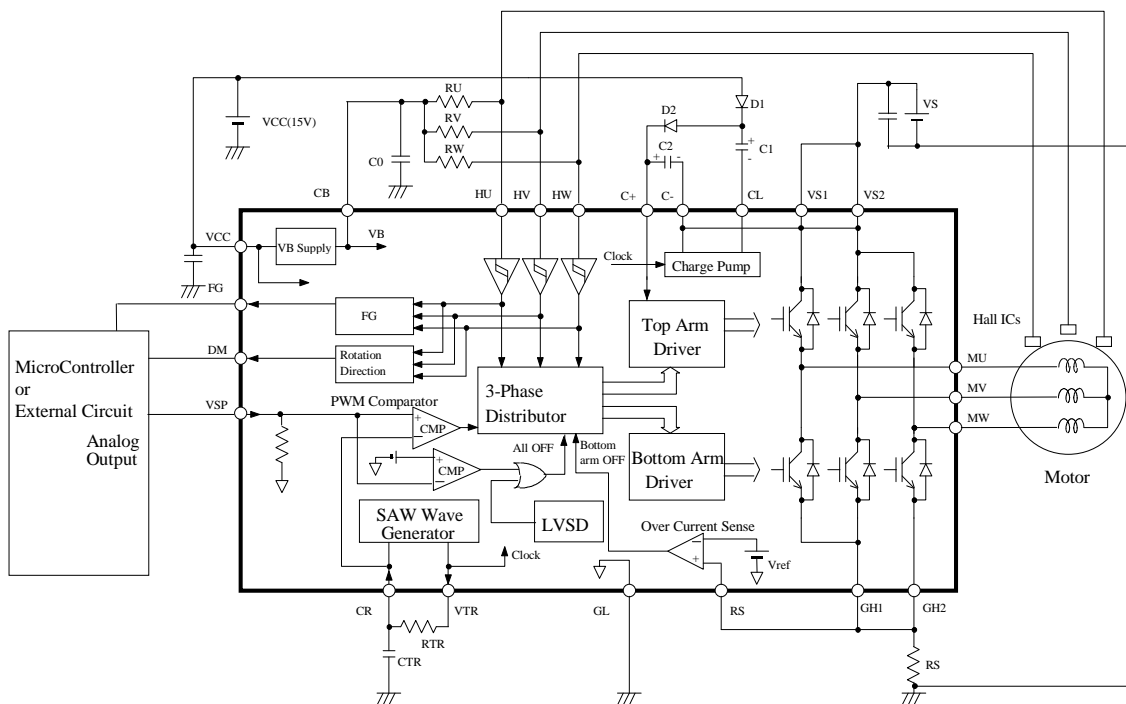 RU
RV
RW
VCC(15V)
C0
D2
D1
C2
+
-
+
-
C1
VS
CB
HU
HV
HW
C+
C-
CL
VS1
VS2
VCC
VB Supply
VB
Clock
Charge Pump
FG
FG
Top Arm
Driver
Hall ICs
MicroController
or
External Circuit
Analog
Output
DM
Rotation
Direction
3-Phase
Distributor
MU
MV
MW
VSP
PWM Comparator
+
-
CMP
+
-
CMP
All OFF
Bottom
arm OFF
Bottom Arm
Driver
Motor
SAW Wave
Generator
LVSD
Over Current Sense
-
+
Vref
Clock
CR
VTR
GL
RS
GH1
GH2
RTR
CTR
RS